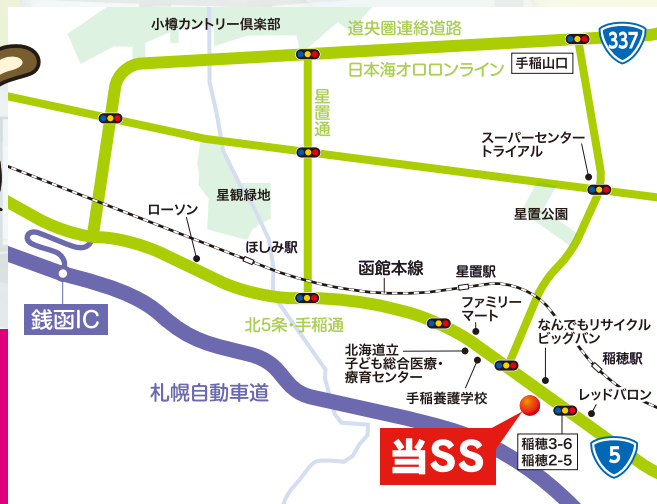 小樽カントリー倶楽部
道央圏連絡道路
337
日本海オロロンライン
手稲山口
星置通
スーパーセンター
トライアル
星観緑地
星置公園
ローソン
ほしみ駅
函館本線
星置駅
ファミリー
マート
銭函IC
北5条・手稲通
なんでもリサイクル
ビッグバン
北海道立
子ども総合医療・
療育センター
稲穂駅
手稲養護学校
札幌自動車道
レッドバロン
当SS
稲穂3-6
稲穂2-5
5